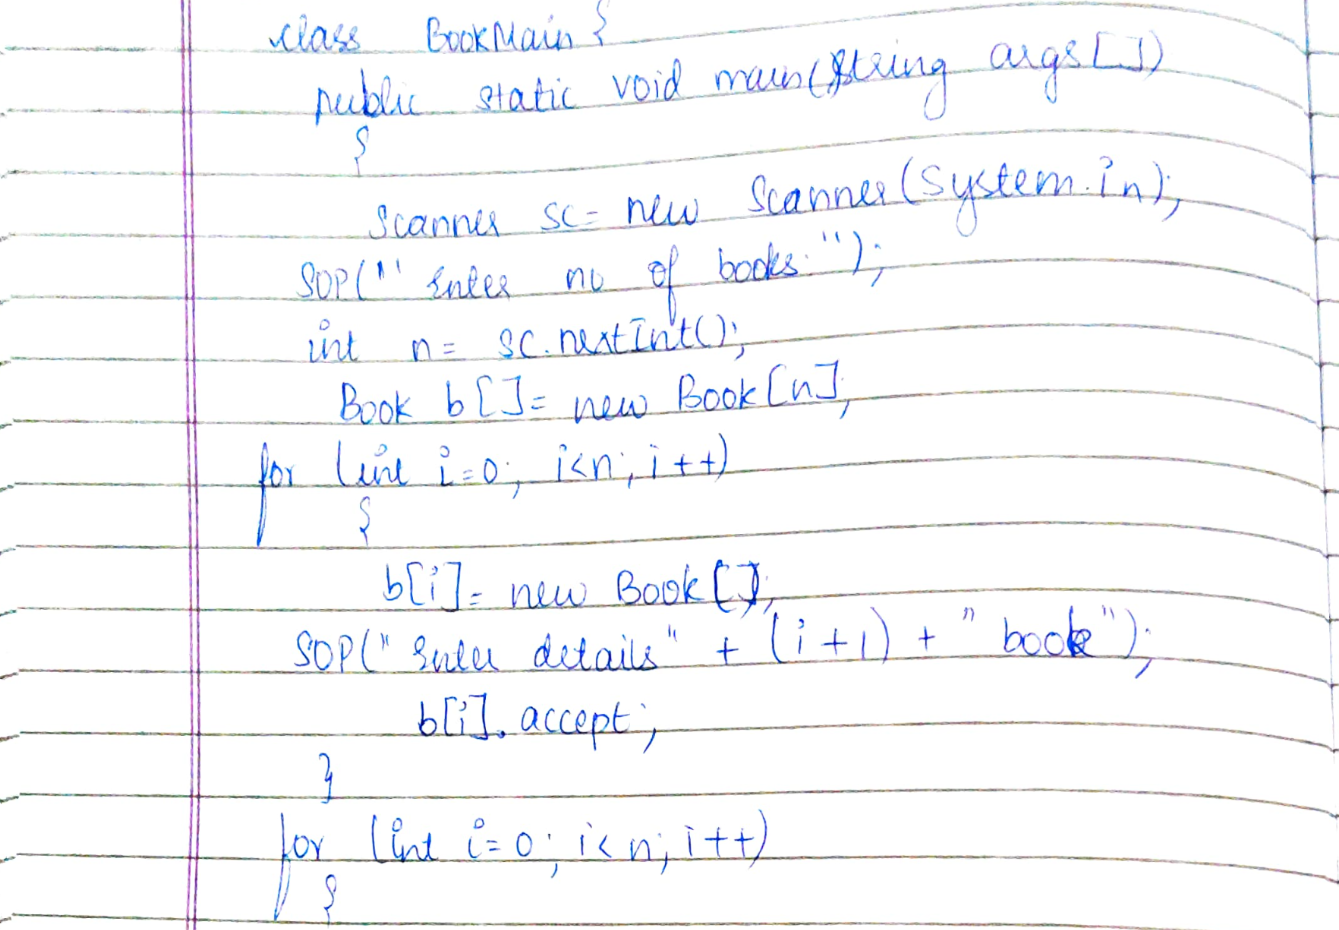 class BookMain {
public static void main(String args[])
{
Scanner sc= new Scanner(System.in);
SOP(" Enter no of books. ");
int n= sc.nextInt();
Book b[]= new Book[n];
for (int i=0; i<n; i++)
{
b[i]= new Book[];
SOP(" Enter details " + (i+1) + " book");
b[i].accept;
}
for (int i=0; i<n; i++)
{